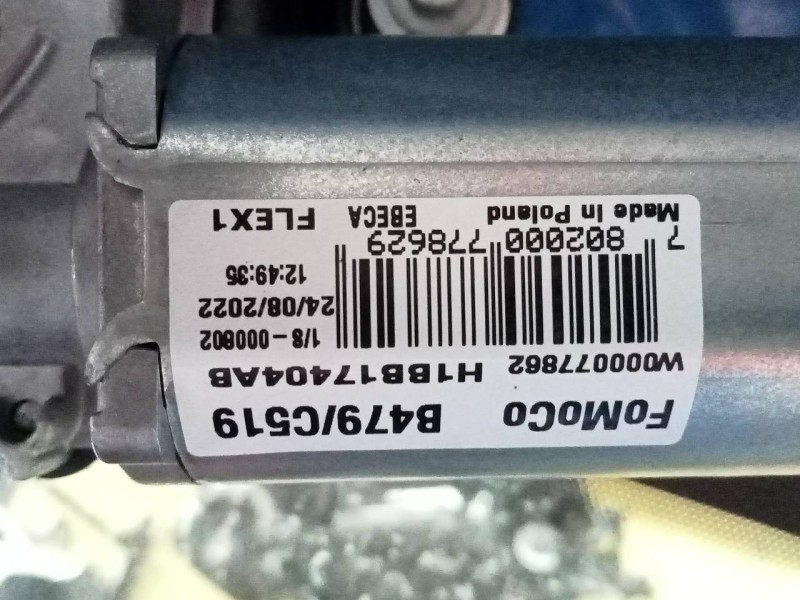 FoMoCo B479/C519
W000077862 H1BB17404AB
1/8-000802
24/08/2022
12:49:35
7 802000 778629
Made In Poland EBECA FLEX1